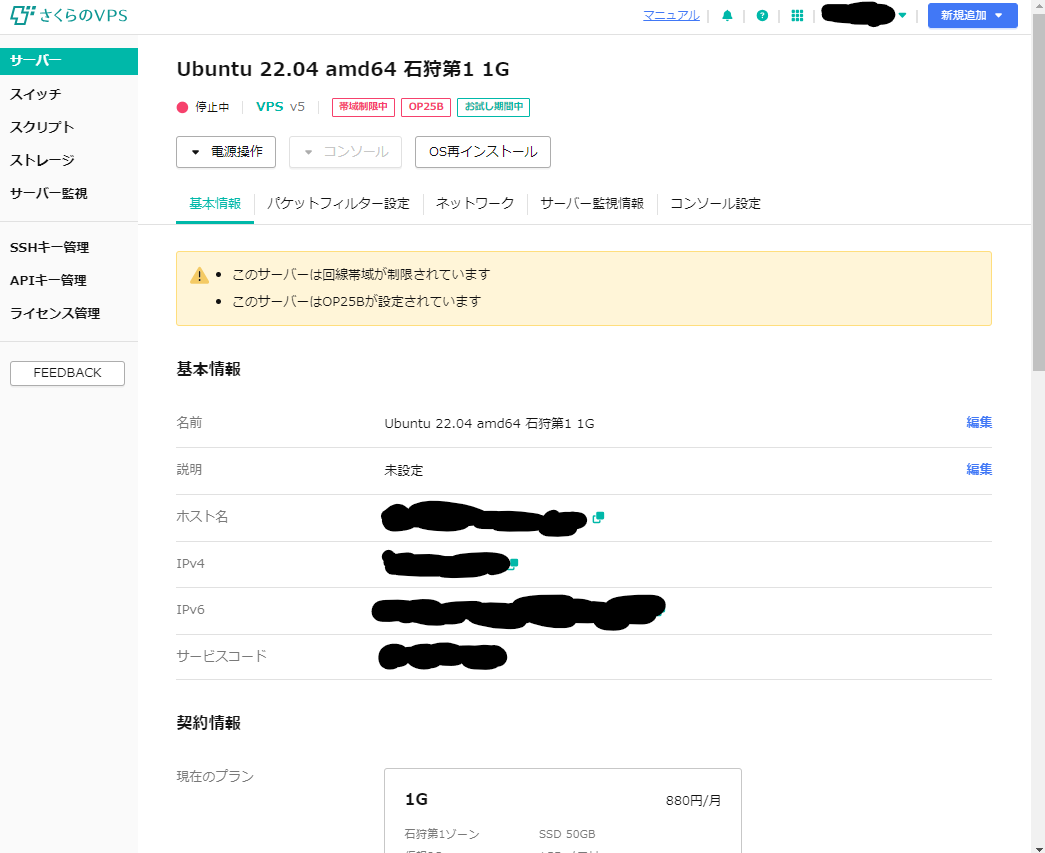 さくらのVPS
マニュアル
新規追加
サーバー
スイッチ
スクリプト
ストレージ
サーバー監視
SSHキー管理
APIキー管理
ライセンス管理
FEEDBACK
Ubuntu 22.04 amd64 石狩第1 1G
停止中 VPS v5 帯域制限中 OP25B お試し期間中
電源操作 コンソール OS再インストール
基本情報 パケットフィルター設定 ネットワーク サーバー監視情報 コンソール設定
• このサーバーは回線帯域が制限されています
• このサーバーはOP25Bが設定されています
基本情報
名前 Ubuntu 22.04 amd64 石狩第1 1G 編集
説明 未設定 編集
ホスト名
IPv4
IPv6
サービスコード
契約情報
現在のプラン
1G 880円/月
石狩第1ゾーン SSD 50GB